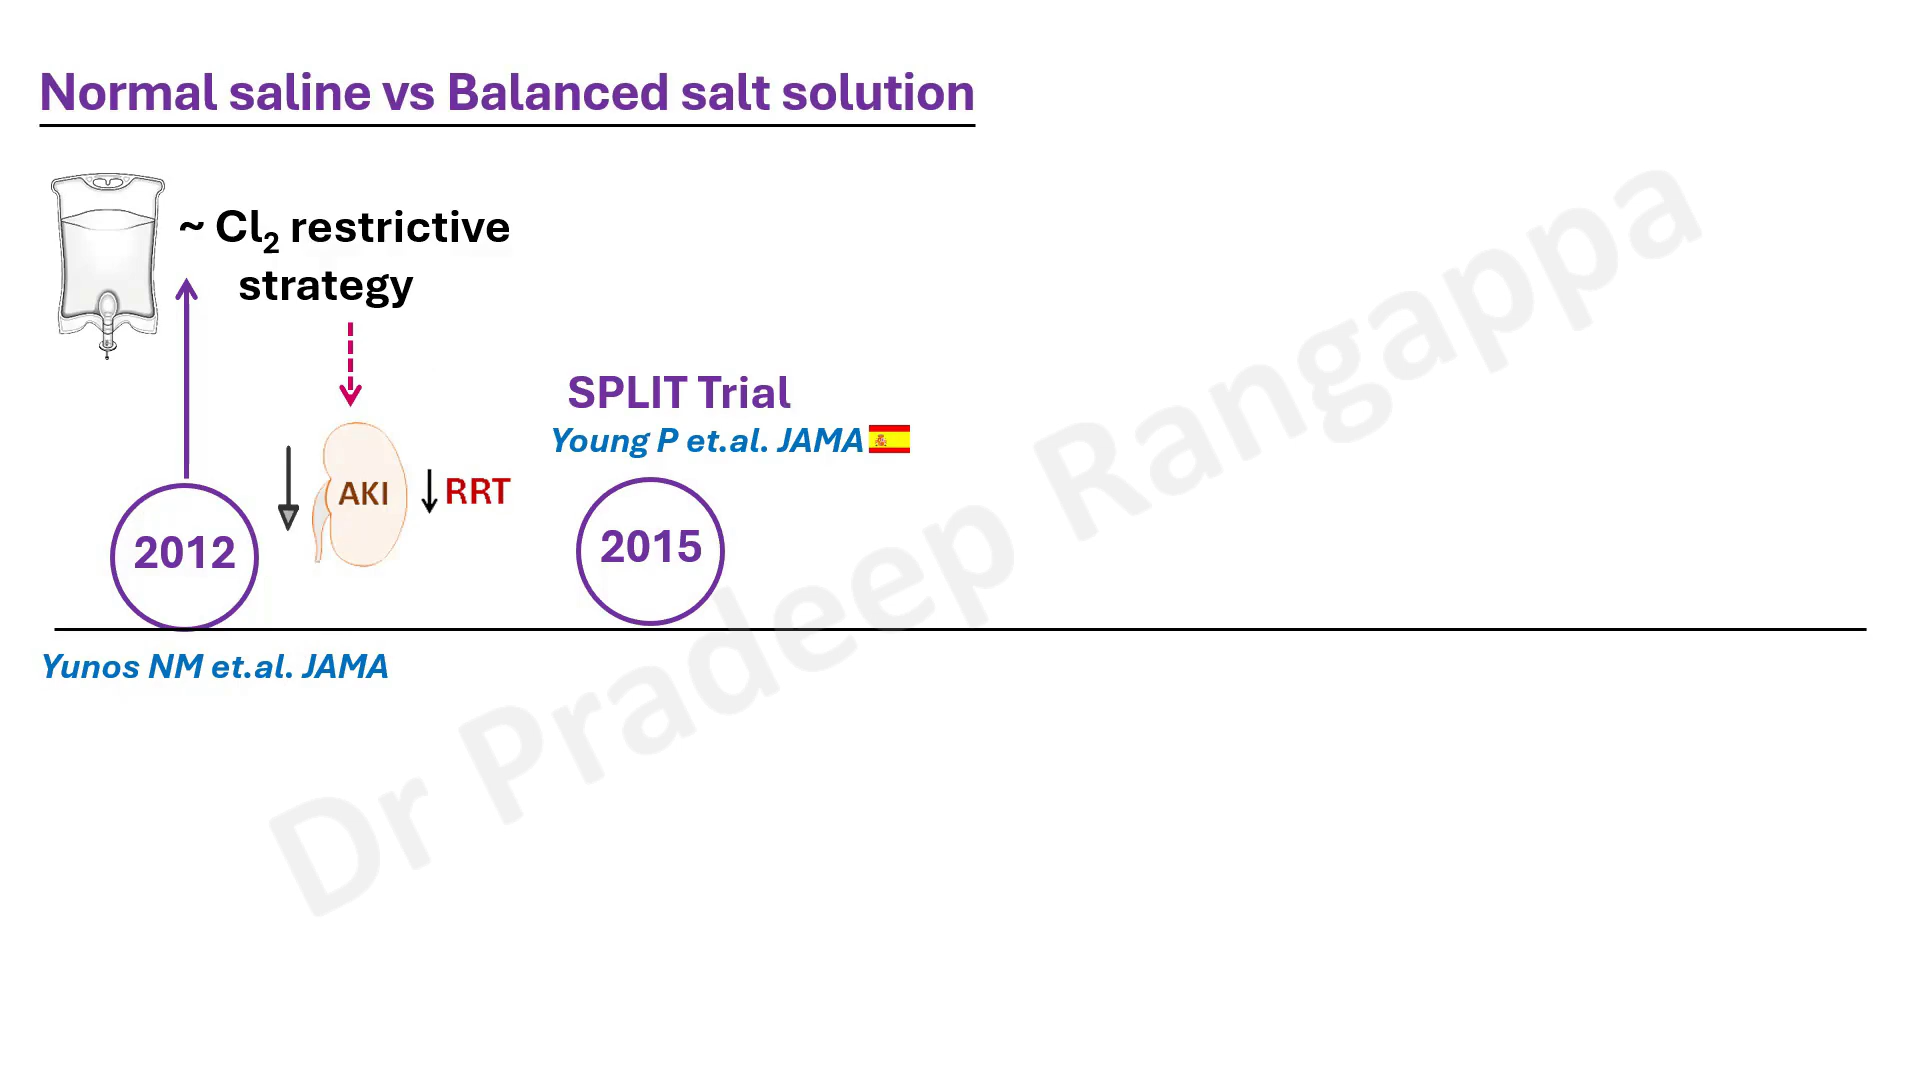 Normal saline vs Balanced salt solution
~ Cl₂ restrictive
strategy
SPLIT Trial
Young P et.al. JAMA
AKI
RRT
2012
2015
Yunos NM et.al. JAMA
Dr Pradeep Rangappa